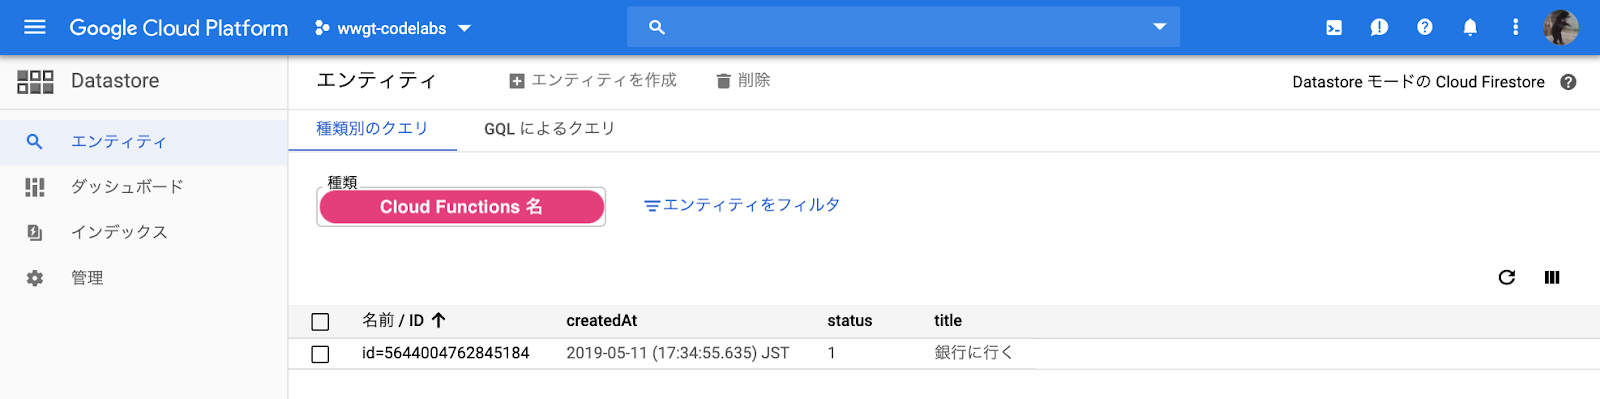 Google Cloud Platform
wwgt-codelabs
Datastore
エンティティ
エンティティを作成
削除
Datastore モードの Cloud Firestore
エンティティ
ダッシュボード
インデックス
管理
種類別のクエリ
GQL によるクエリ
種類
Cloud Functions 名
エンティティをフィルタ
名前 / ID
createdAt
status
title
id=5644004762845184
2019-05-11 (17:34:55.635) JST
1
銀行に行く